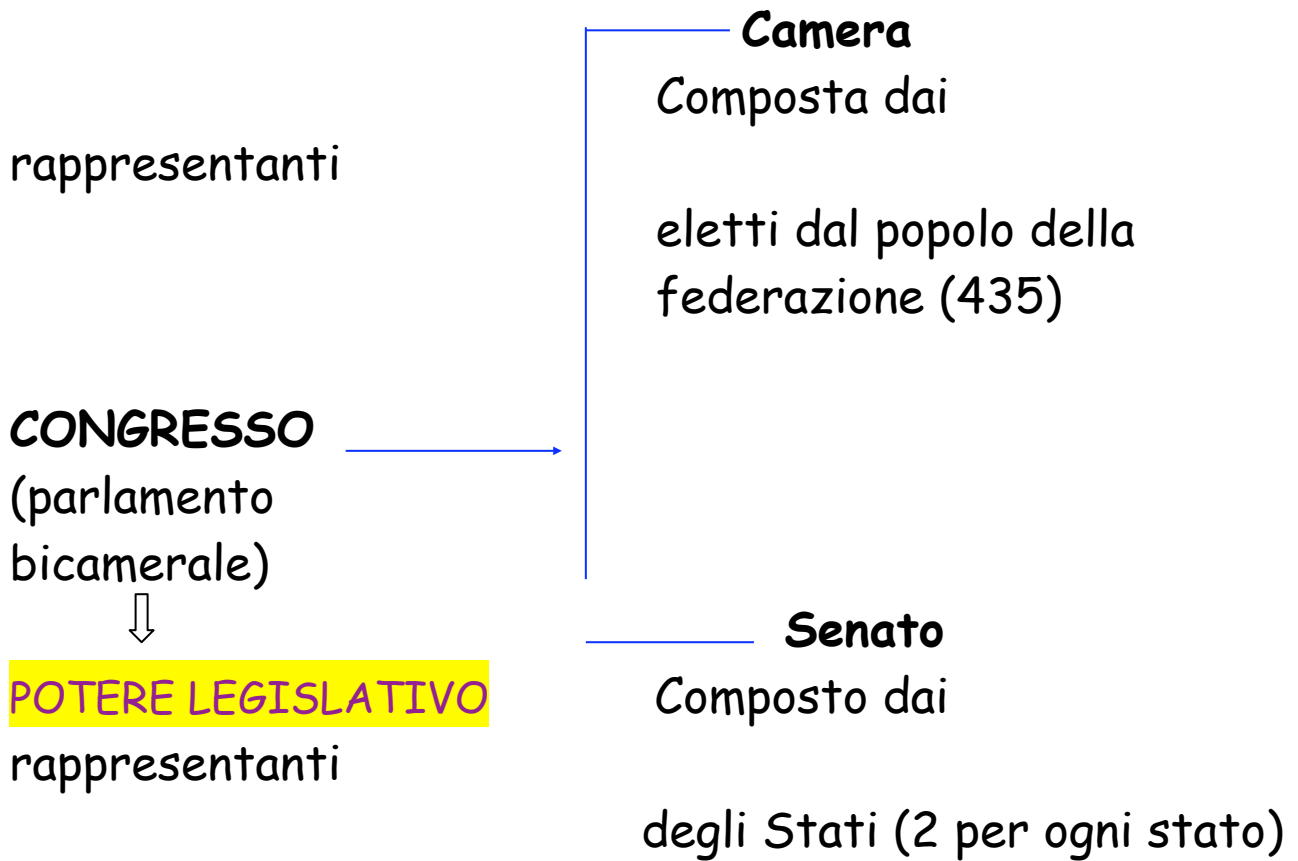 Camera
Composta dai
rappresentanti
eletti dal popolo della
federazione (435)
CONGRESSO
(parlamento
bicamerale)
Senato
POTERE LEGISLATIVO
Composto dai
rappresentanti
degli Stati (2 per ogni stato)